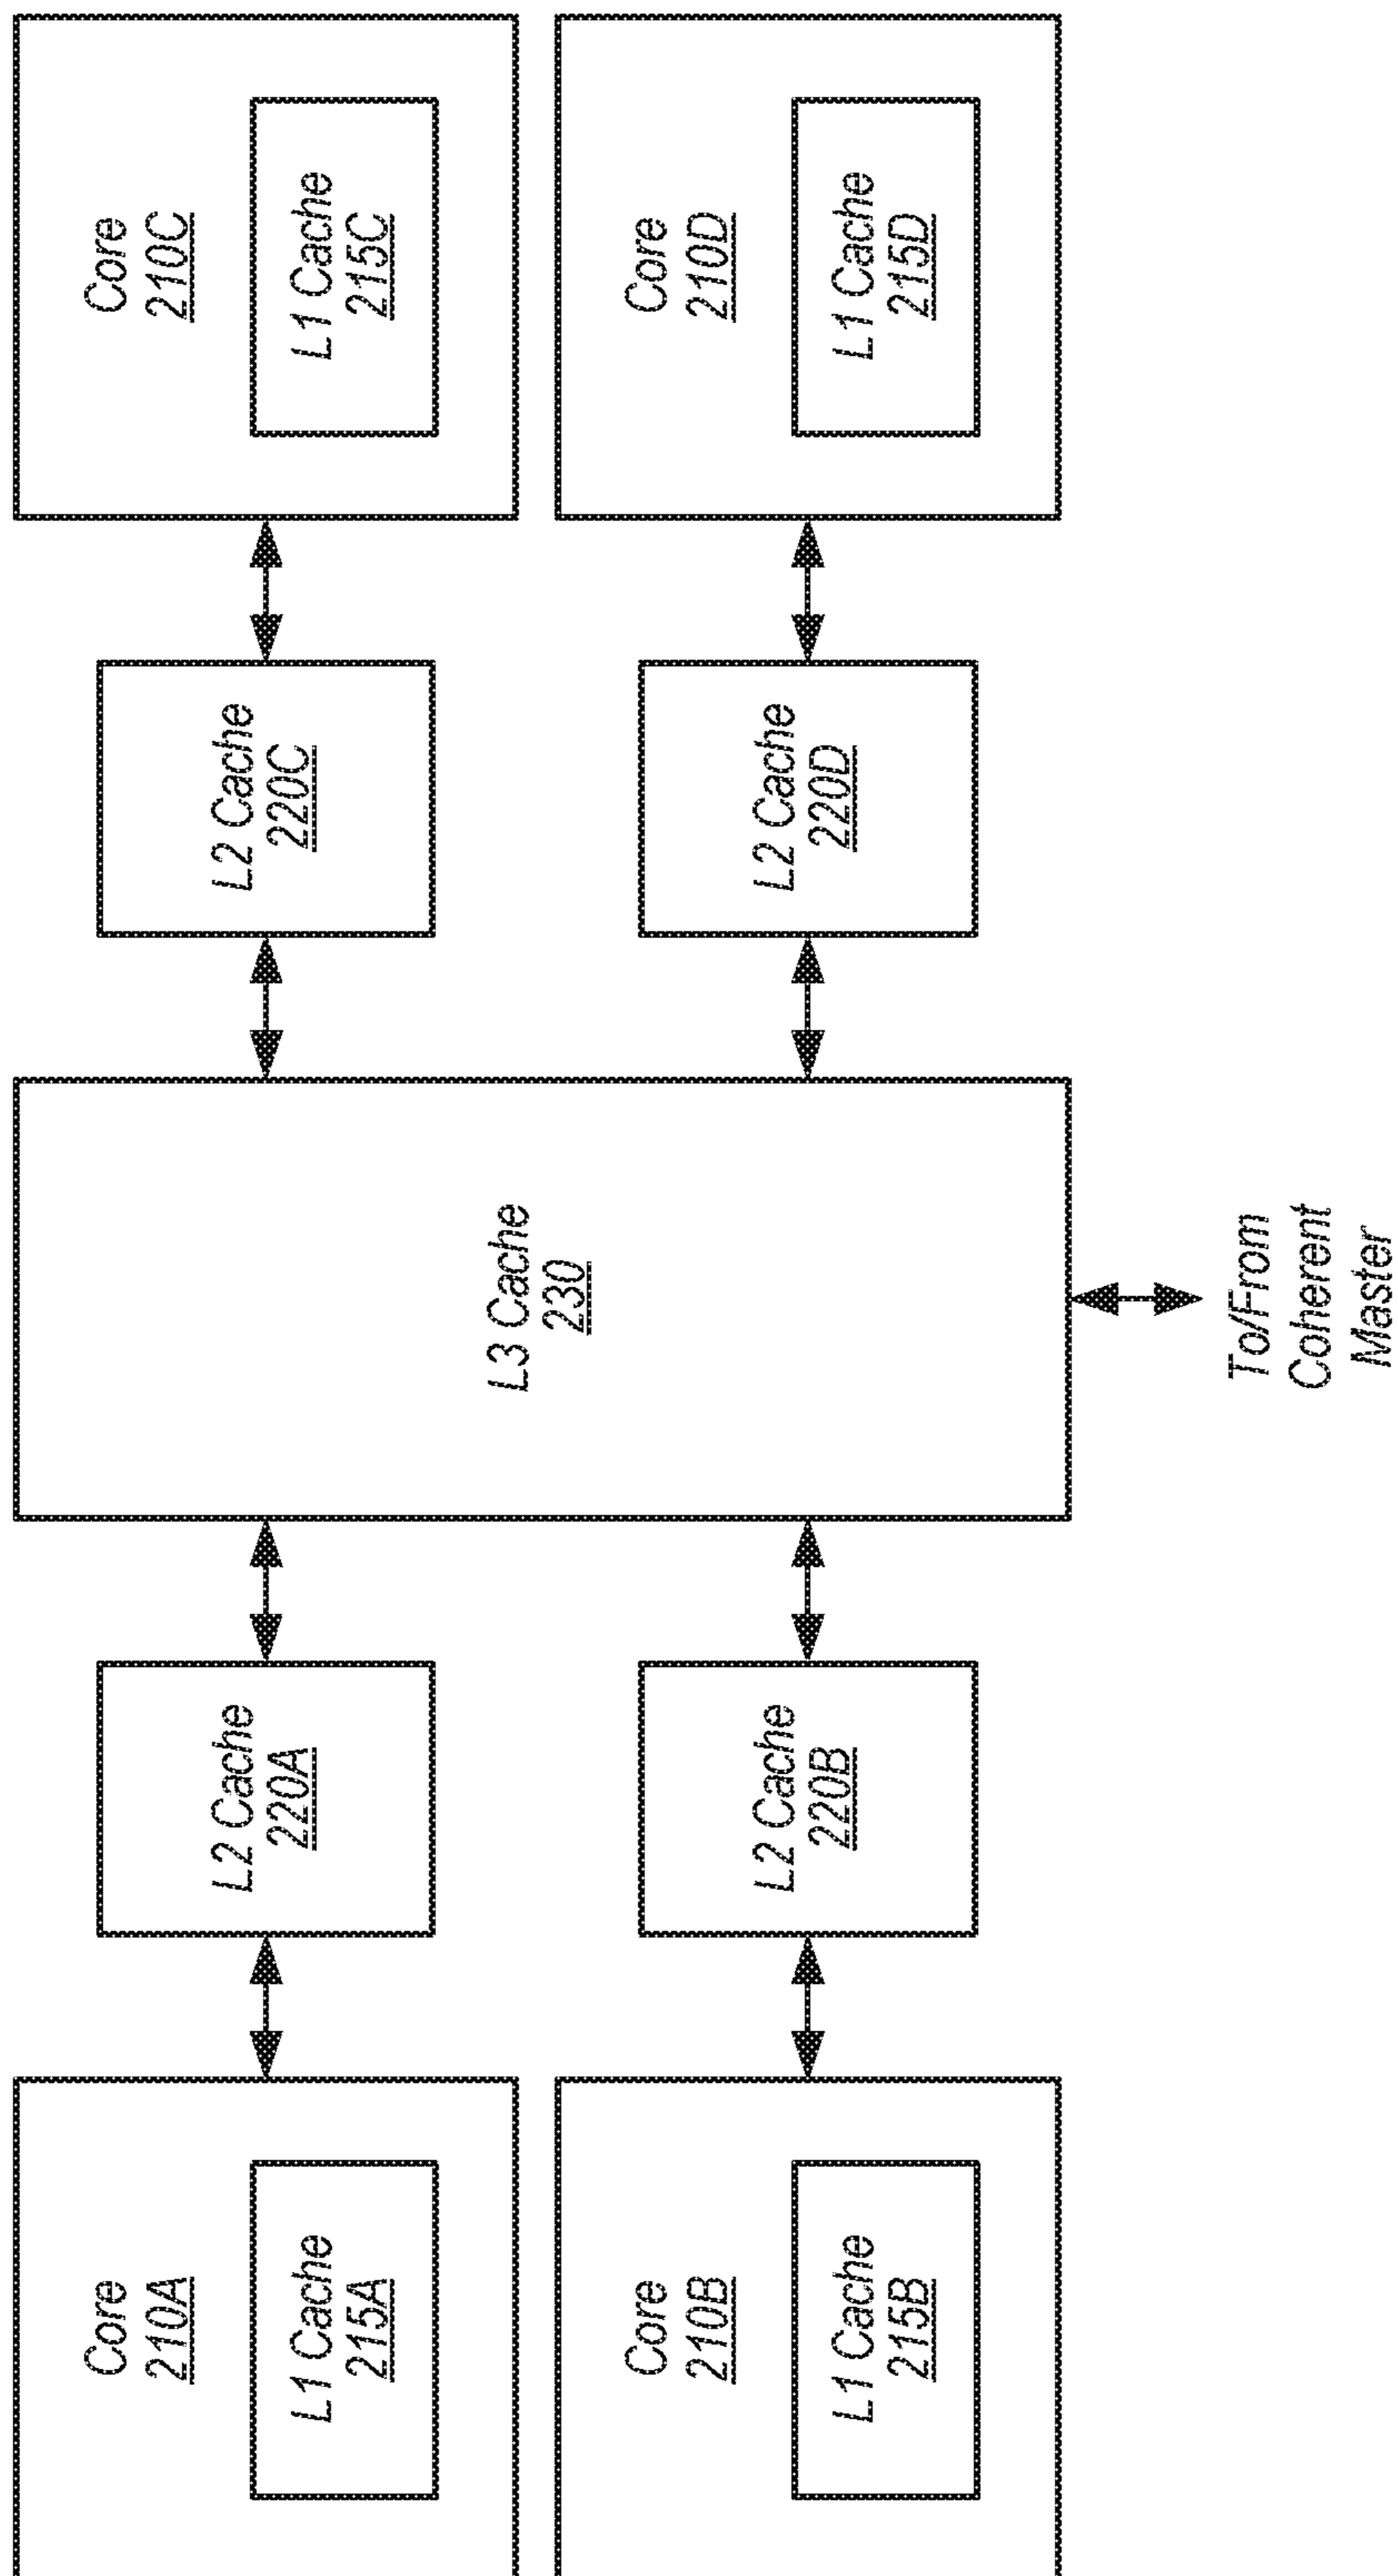 Core
210A
L1 Cache
215A
L2 Cache
220A
L3 Cache
230
L2 Cache
220C
Core
210C
L1 Cache
215C
Core
210B
L1 Cache
215B
L2 Cache
220B
L2 Cache
220D
Core
210D
L1 Cache
215D
To/From
Coherent
Master